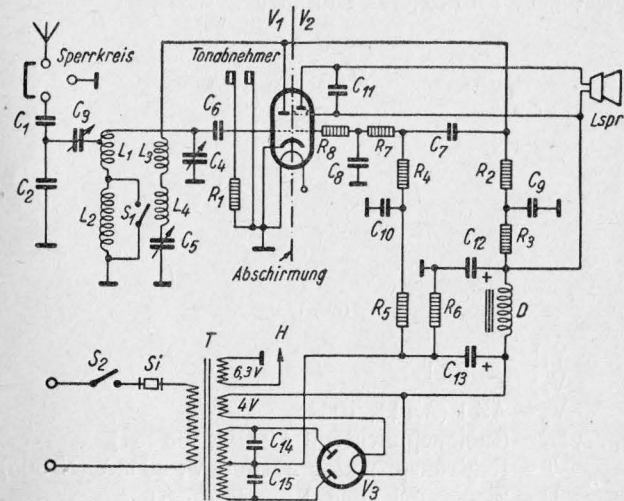 V₁ V₂
Sperrkreis
Tonabnehmer
C₁₁
Lspr
C₁
C₉
C₆
L₁
L₃
C₄
R₈
R₇
C₇
C₈
R₄
R₂
C₂
L₂
S₁
L₄
R₁
C₁₀
C₉
C₅
C₁₂
R₃
Abschirmung
+
R₅
R₆
D
T
H
S₂
Si
6,3 V
C₁₃
+
4V
C₁₄
C₁₅
V₃